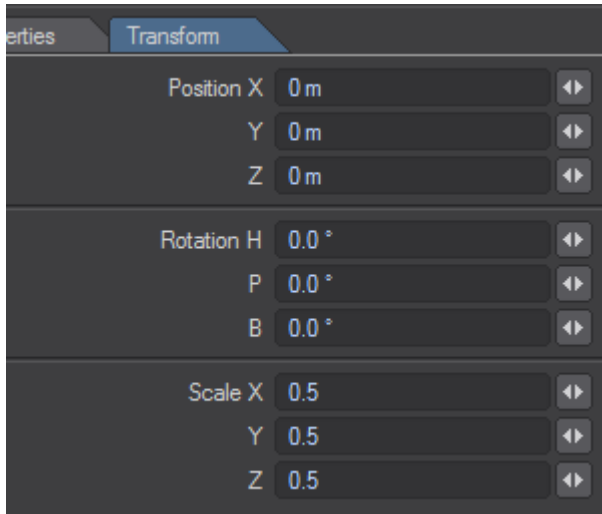 erties Transform
Position X 0 m
Y 0 m
Z 0 m
Rotation H 0.0 °
P 0.0 °
B 0.0 °
Scale X 0.5
Y 0.5
Z 0.5